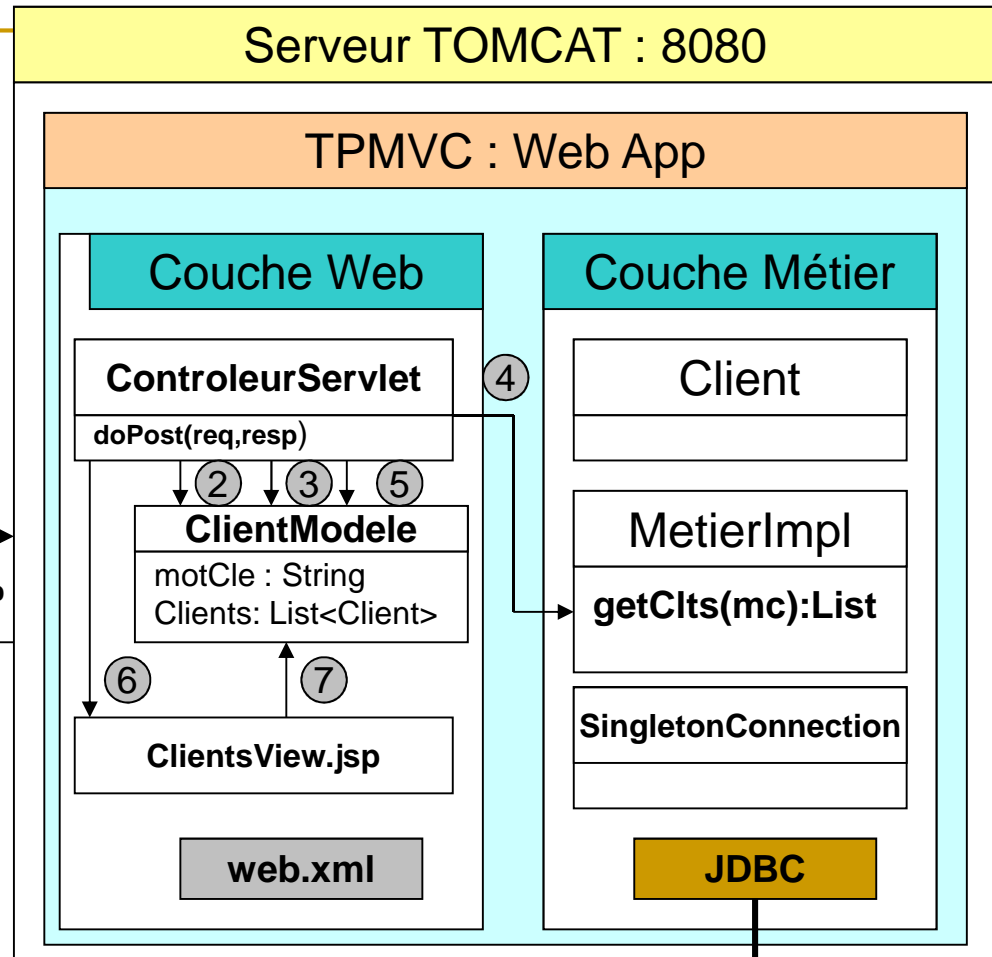 Serveur TOMCAT : 8080
TPMVC : Web App
Couche Web
ControleurServlet
doPost(req,resp)
2
3
5
ClientModele
motCle : String
Clients: List<Client>
6
7
ClientsView.jsp
web.xml
4
Couche Métier
Client
MetierImpl
getClts(mc):List
SingletonConnection
JDBC